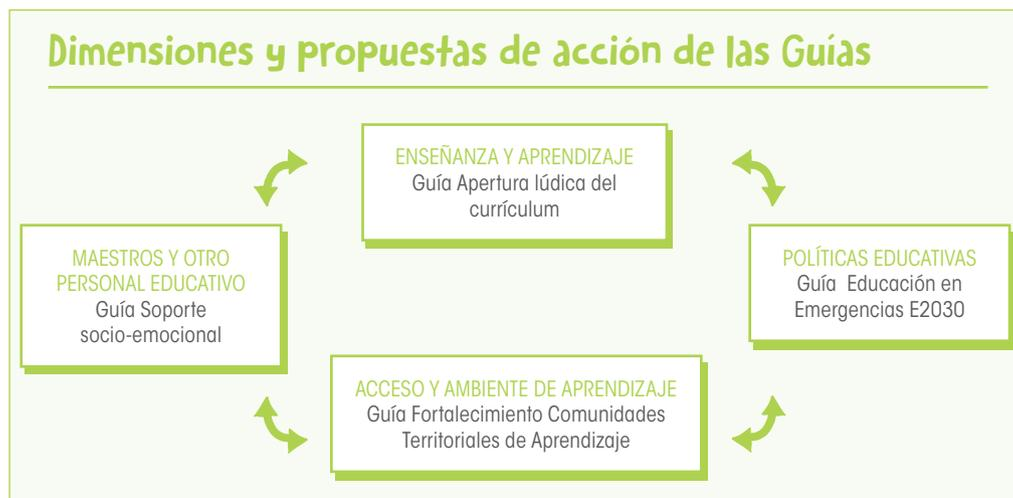 Dimensiones y propuestas de acción de las Guías
ENSEÑANZA Y APRENDIZAJE
Guía Apertura lúdica del
currículum
MAESTROS Y OTRO
PERSONAL EDUCATIVO
Guía Soporte
socio-emocional
POLÍTICAS EDUCATIVAS
Guía Educación en
Emergencias E2030
ACCESO Y AMBIENTE DE APRENDIZAJE
Guía Fortalecimiento Comunidades
Territoriales de Aprendizaje